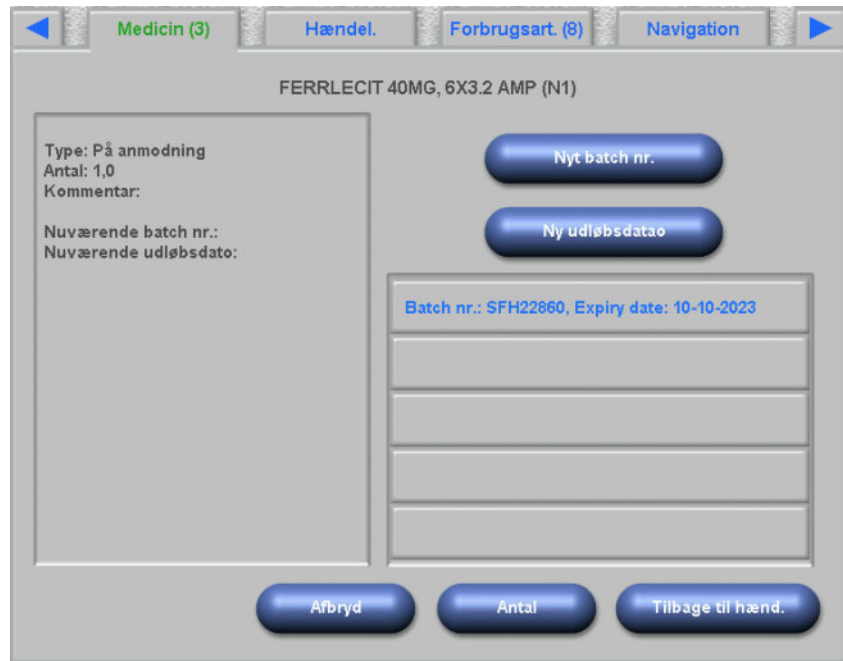 Medicin (3)
Hændel.
Forbrugsart. (8)
Navigation
FERRLECIT 40MG, 6X3.2 AMP (N1)
Type: På anmodning
Antal: 1,0
Kommentar:
Nuværende batch nr.:
Nuværende udløbsdato:
Nyt batch nr.
Ny udløbsdatao
Batch nr.: SFH22860, Expiry date: 10-10-2023
Afbryd
Antal
Tilbage til hænd.